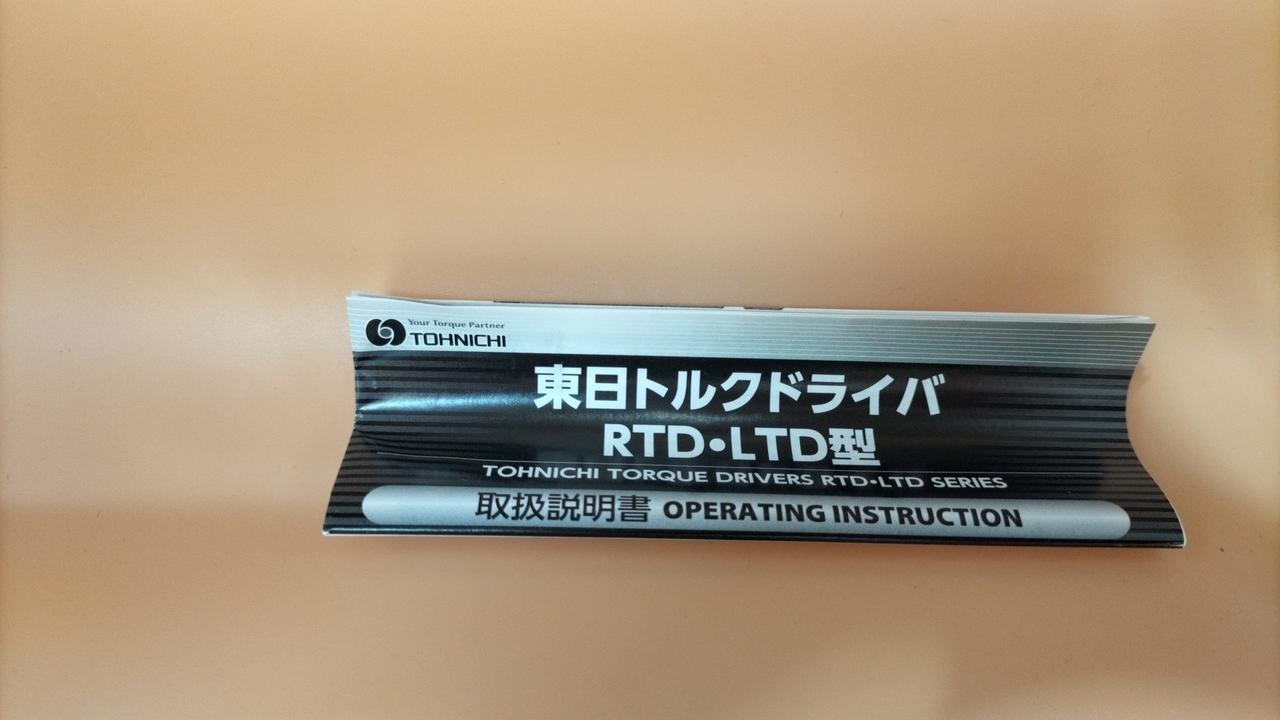 Your Torque Partner
TOHNICHI
東日トルクドライバ
RTD・LTD型
TOHNICHI TORQUE DRIVERS RTD・LTD SERIES
取扱説明書 OPERATING INSTRUCTION